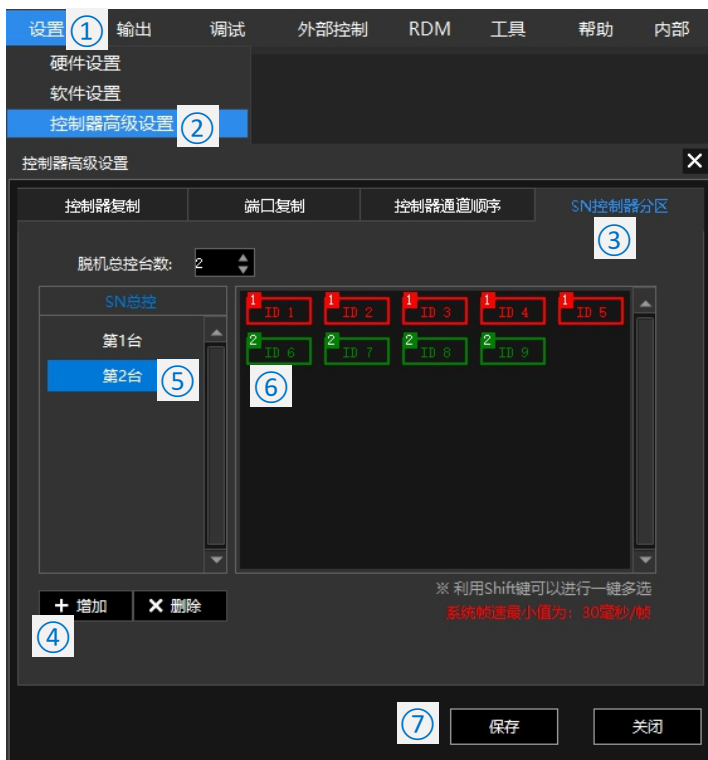 设置 ① 输出 调试 外部控制 RDM 工具 帮助 内部
硬件设置
软件设置
控制器高级设置 ②
控制器高级设置
控制器复制 端口复制 控制器通道顺序 SN控制器分区
③
脱机总控台数: 2
SN总控
第1台
第2台 ⑤
1 ID 1 1 ID 2 1 ID 3 1 ID 4 1 ID 5
2 ID 6 2 ID 7 2 ID 8 2 ID 9
⑥
※ 利用Shift键可以进行一键多选
系统帧速最小值为: 30毫秒/帧
+ 增加 × 删除
④
⑦ 保存 关闭